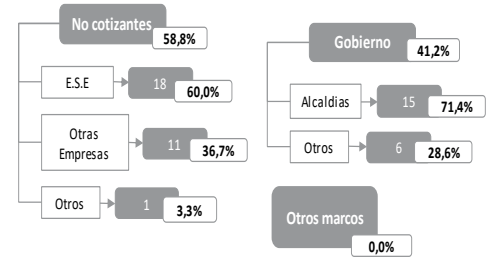 No cotizantes
58,8%
E.S.E
18
60,0%
Otras
Empresas
11
36,7%
Otros
1
3,3%
Gobierno
41,2%
Alcaldias
15
71,4%
Otros
6
28,6%
Otros marcos
0,0%